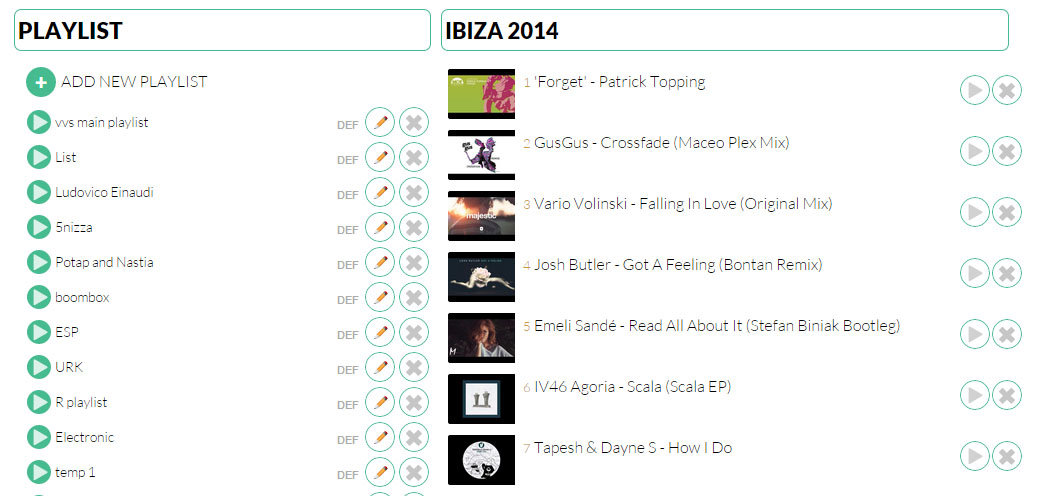 PLAYLIST
ADD NEW PLAYLIST
vvs main playlist DEF
List DEF
Ludovico Einaudi DEF
5nizza DEF
Potap and Nastia DEF
boombox DEF
ESP DEF
URK DEF
R playlist DEF
Electronic DEF
temp 1 DEF
IBIZA 2014
1 'Forget' - Patrick Topping
2 GusGus - Crossfade (Maceo Plex Mix)
3 Vario Volinski - Falling In Love (Original Mix)
majestic
4 Josh Butler - Got A Feeling (Bontan Remix)
5 Emeli Sandé - Read All About It (Stefan Biniak Bootleg)
M
6 IV46 Agoria - Scala (Scala EP)
7 Tapesh & Dayne S - How I Do